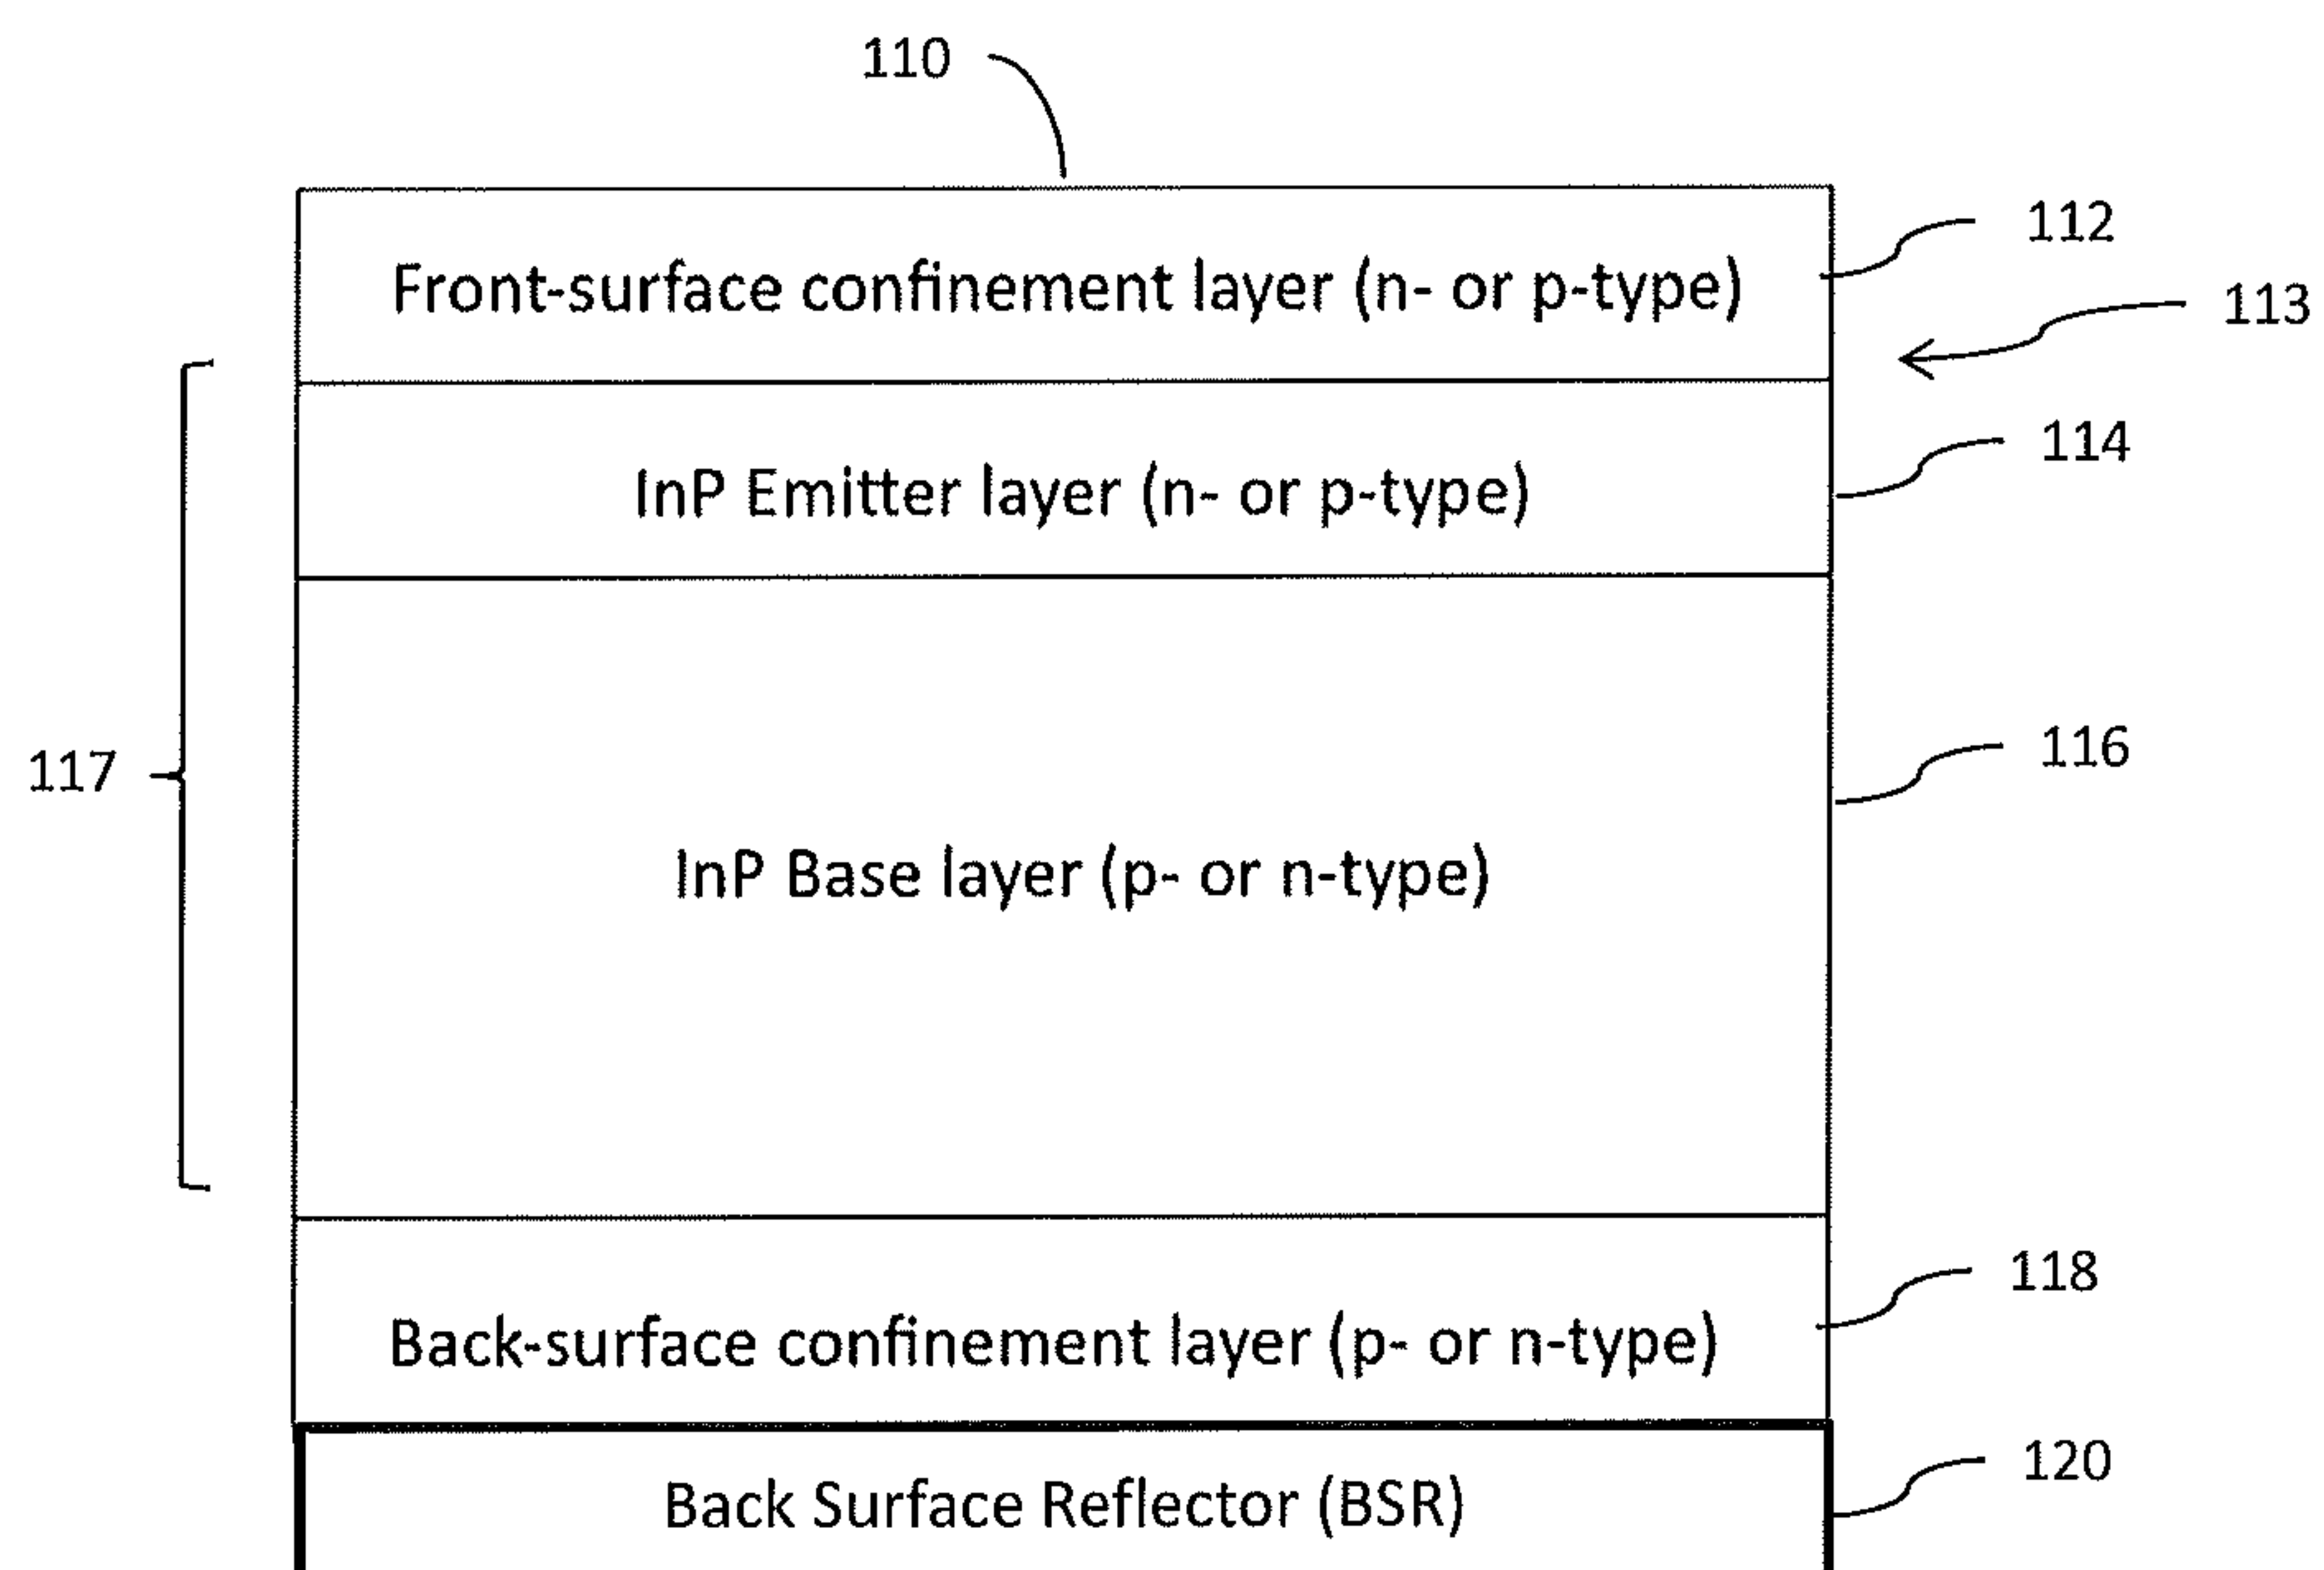 110
112
Front-surface confinement layer (n- or p-type)
113
114
InP Emitter layer (n- or p-type)
116
117
InP Base layer (p- or n-type)
118
Back-surface confinement layer (p- or n-type)
120
Back Surface Reflector (BSR)